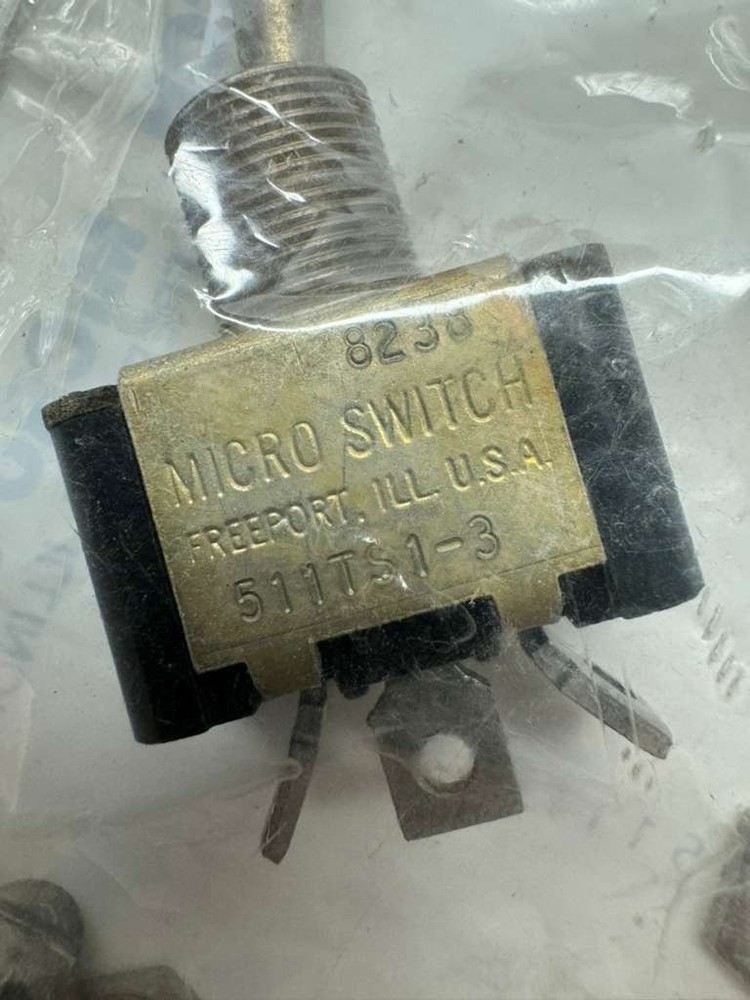 8238
MICRO SWITCH
FREEPORT, ILL. U.S.A.
511TS1-3